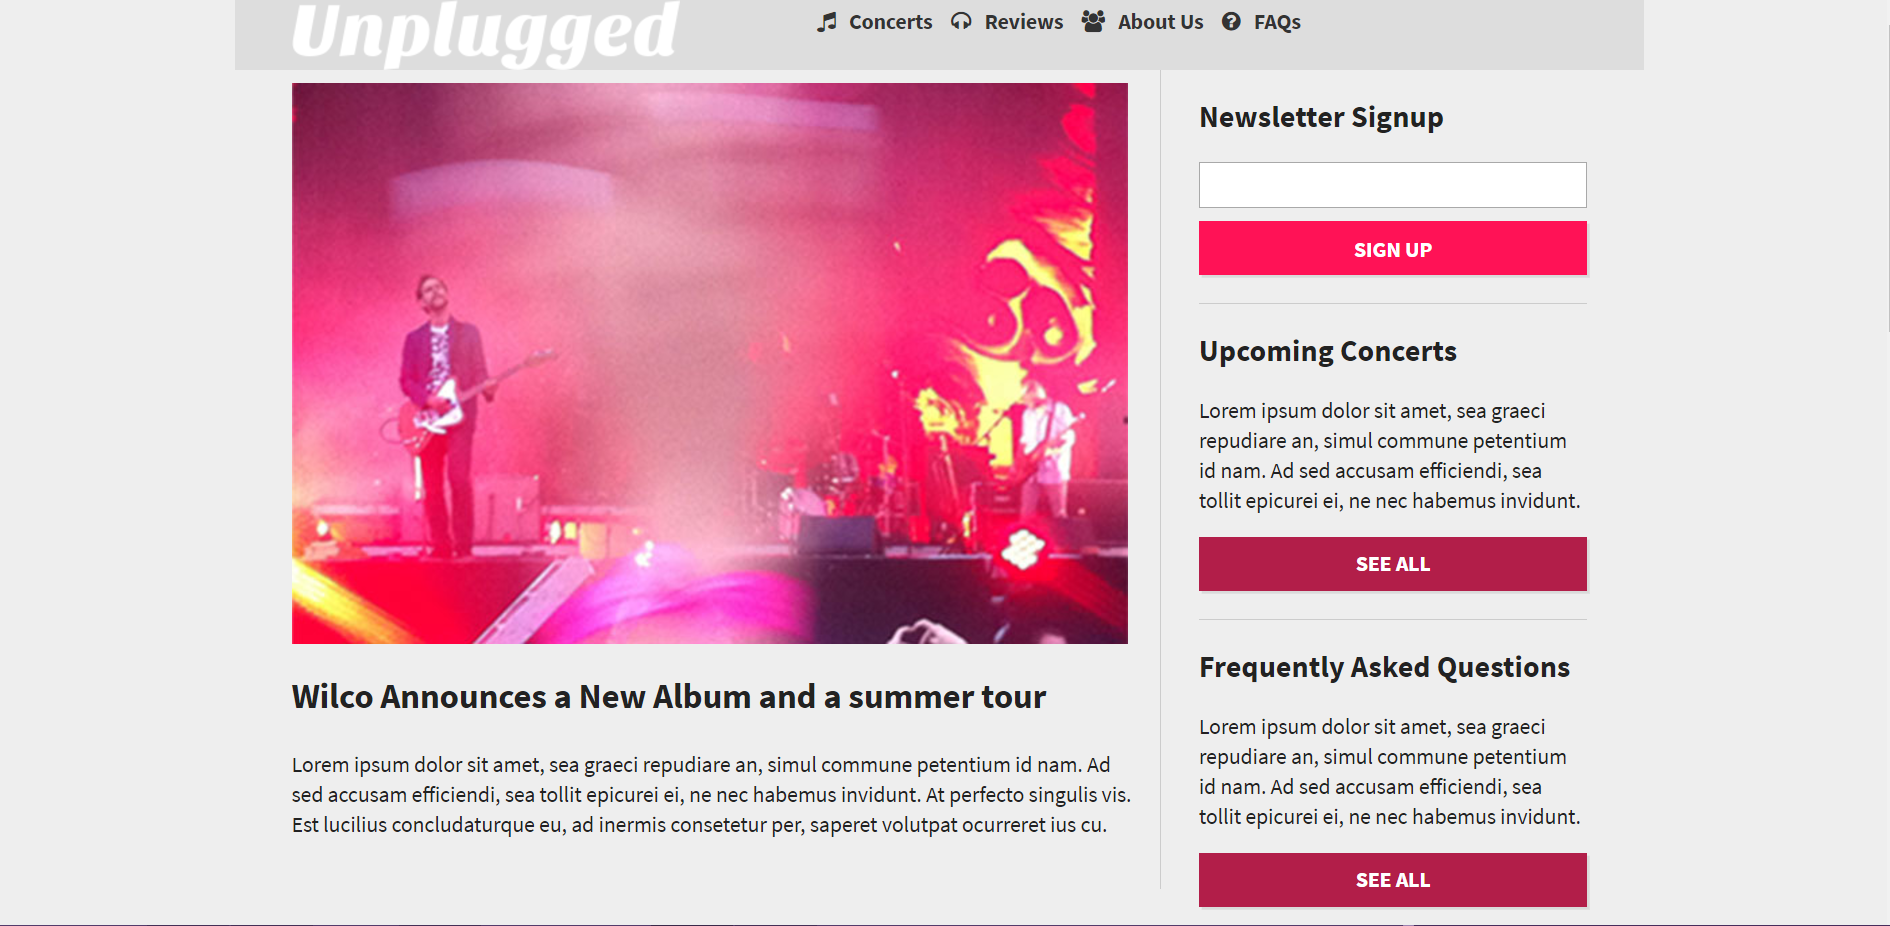 Unplugged
Concerts Reviews About Us FAQs
Wilco Announces a New Album and a summer tour
Lorem ipsum dolor sit amet, sea graeci repudiare an, simul commune petentium id nam. Ad
sed accusam efficiendi, sea tollit epicurei ei, ne nec habemus invidunt. At perfecto singulis vis.
Est lucilius concludaturque eu, ad inermis consetetur per, saperet volutpat ocurreret ius cu.
Newsletter Signup
SIGN UP
Upcoming Concerts
Lorem ipsum dolor sit amet, sea graeci
repudiare an, simul commune petentium
id nam. Ad sed accusam efficiendi, sea
tollit epicurei ei, ne nec habemus invidunt.
SEE ALL
Frequently Asked Questions
Lorem ipsum dolor sit amet, sea graeci
repudiare an, simul commune petentium
id nam. Ad sed accusam efficiendi, sea
tollit epicurei ei, ne nec habemus invidunt.
SEE ALL